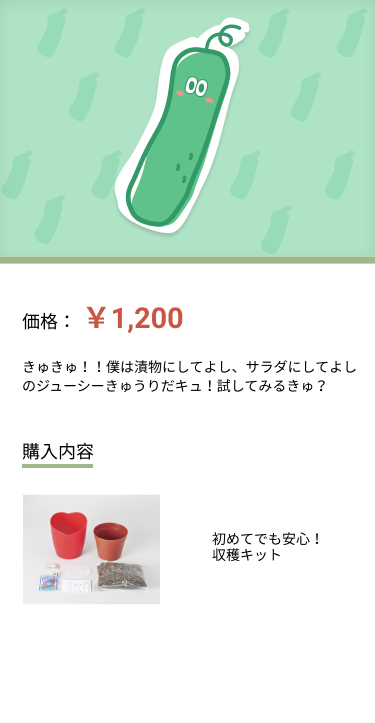 価格： ￥1,200
きゅきゅ！！僕は漬物にしてよし、サラダにしてよし
のジューシーきゅうりだキュ！試してみるきゅ？
購入内容
初めてでも安心！
収穫キット